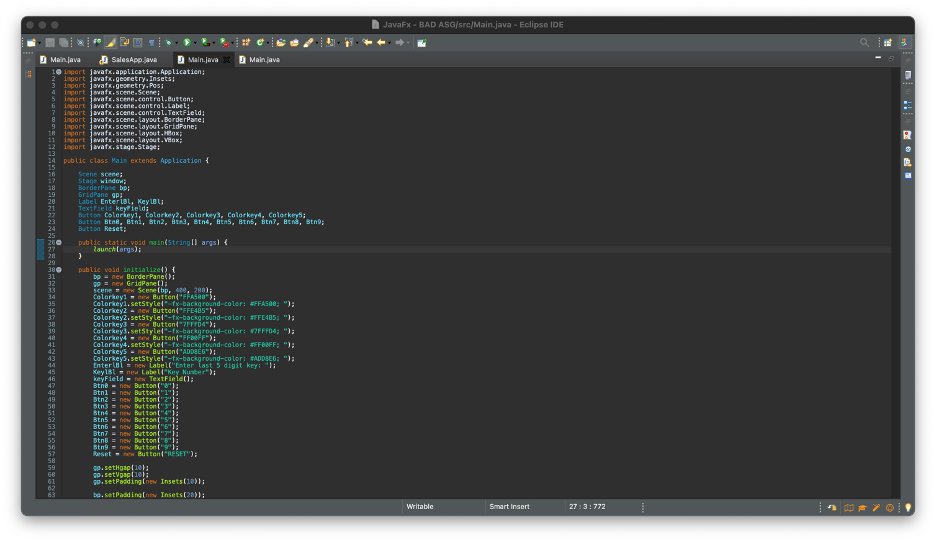 JavaFx - BAD ASG/src/Main.java - Eclipse IDE
Main.java SalesApp.java Main.java Main.java
1 import javafx.application.Application;
2 import javafx.geometry.Insets;
3 import javafx.geometry.Pos;
4 import javafx.scene.Scene;
5 import javafx.scene.control.Button;
6 import javafx.scene.control.Label;
7 import javafx.scene.control.TextField;
8 import javafx.scene.layout.BorderPane;
9 import javafx.scene.layout.GridPane;
10 import javafx.scene.layout.HBox;
11 import javafx.scene.layout.VBox;
12 import javafx.stage.Stage;
13
14 public class Main extends Application {
15
16 Scene scene;
17 Stage window;
18 BorderPane bp;
19 GridPane gp;
20 Label EnterlBl, KeylBl;
21 TextField keyField;
22 Button Colorkey1, Colorkey2, Colorkey3, Colorkey4, Colorkey5;
23 Button Btn0, Btn1, Btn2, Btn3, Btn4, Btn5, Btn6, Btn7, Btn8, Btn9;
24 Button Reset;
25
26 public static void main(String[] args) {
27 launch(args);
28 }
29
30 public void initialize() {
31 bp = new BorderPane();
32 gp = new GridPane();
33 scene = new Scene(bp, 400, 200);
34 Colorkey1 = new Button("FFA500");
35 Colorkey1.setStyle("-fx-background-color: #FFA500; ");
36 Colorkey2 = new Button("FFE4B5");
37 Colorkey2.setStyle("-fx-background-color: #FFE4B5; ");
38 Colorkey3 = new Button("7FFFD4");
39 Colorkey3.setStyle("-fx-background-color: #7FFFD4; ");
40 Colorkey4 = new Button("FF00FF");
41 Colorkey4.setStyle("-fx-background-color: #FF00FF; ");
42 Colorkey5 = new Button("ADD8E6");
43 Colorkey5.setStyle("-fx-background-color: #ADD8E6; ");
44 EnterlBl = new Label("Enter last 5 digit key: ");
45 KeylBl = new Label("Key Number");
46 keyField = new TextField();
47 Btn0 = new Button("0");
48 Btn1 = new Button("1");
49 Btn2 = new Button("2");
50 Btn3 = new Button("3");
51 Btn4 = new Button("4");
52 Btn5 = new Button("5");
53 Btn6 = new Button("6");
54 Btn7 = new Button("7");
55 Btn8 = new Button("8");
56 Btn9 = new Button("9");
57 Reset = new Button("RESET");
58
59 gp.setHgap(10);
60 gp.setVgap(10);
61 gp.setPadding(new Insets(10));
62
63 bp.setPadding(new Insets(20));
Writable Smart Insert 27 : 3 : 772